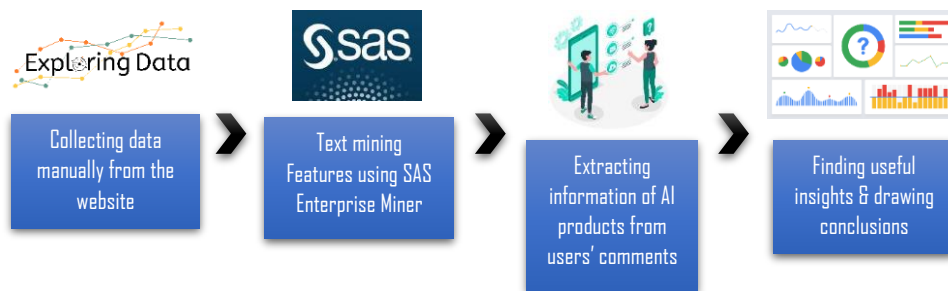 Exploring Data
Collecting data
manually from the
website
sas
Text mining
Features using SAS
Enterprise Miner
Extracting
information of AI
products from
users' comments
?
Finding useful
insights & drawing
conclusions